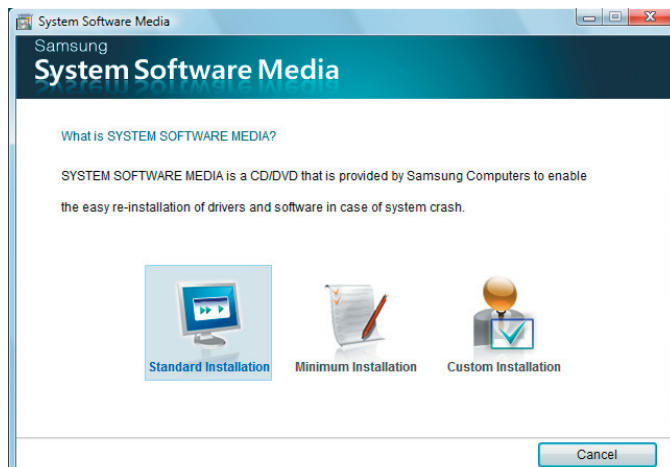 System Software Media
Samsung
System Software Media
What is SYSTEM SOFTWARE MEDIA?
SYSTEM SOFTWARE MEDIA is a CD/DVD that is provided by Samsung Computers to enable
the easy re-installation of drivers and software in case of system crash.
Standard Installation
Minimum Installation
Custom Installation
Cancel